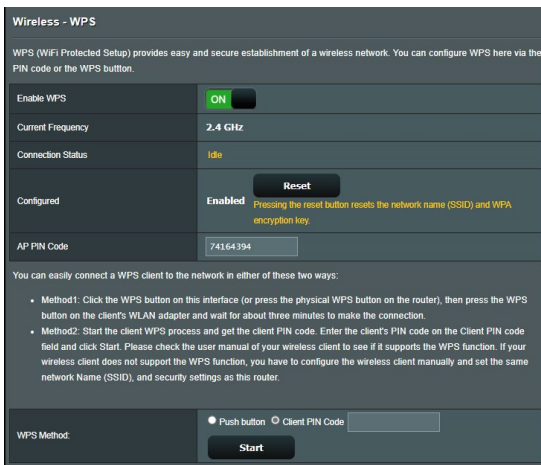 Wireless - WPS
WPS (WiFi Protected Setup) provides easy and secure establishment of a wireless network. You can configure WPS here via the
PIN code or the WPS buttton.
Enable WPS
ON
Current Frequency
2.4 GHz
Connection Status
Idle
Configured
Enabled
Reset
Pressing the reset button resets the network name (SSID) and WPA
encryption key.
AP PIN Code
74164394
You can easily connect a WPS client to the network in either of these two ways:
• Method1: Click the WPS button on this interface (or press the physical WPS button on the router), then press the WPS
button on the client's WLAN adapter and wait for about three minutes to make the connection.
• Method2: Start the client WPS process and get the client PIN code. Enter the client's PIN code on the Client PIN code
field and click Start. Please check the user manual of your wireless client to see if it supports the WPS function. If your
wireless client does not support the WPS function, you have to configure the wireless client manually and set the same
network Name (SSID), and security settings as this router.
WPS Method:
Push button Client PIN Code
Start